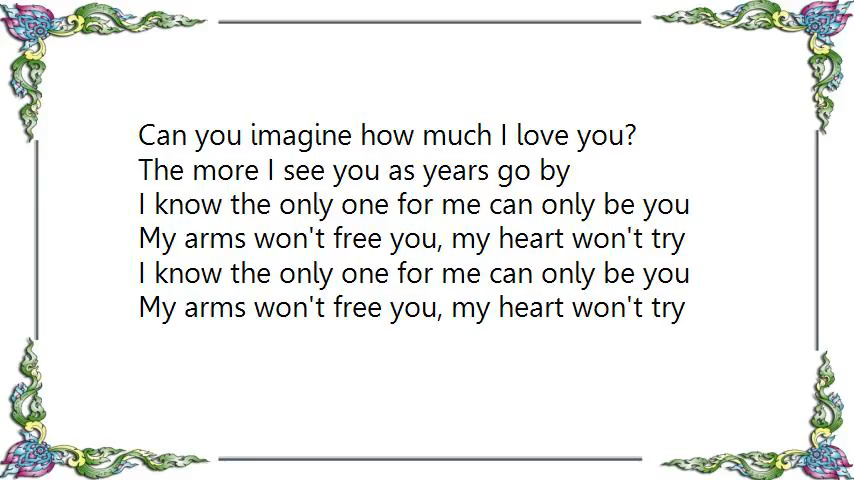 Can you imagine how much I love you?
The more I see you as years go by
I know the only one for me can only be you
My arms won't free you, my heart won't try
I know the only one for me can only be you
My arms won't free you, my heart won't try